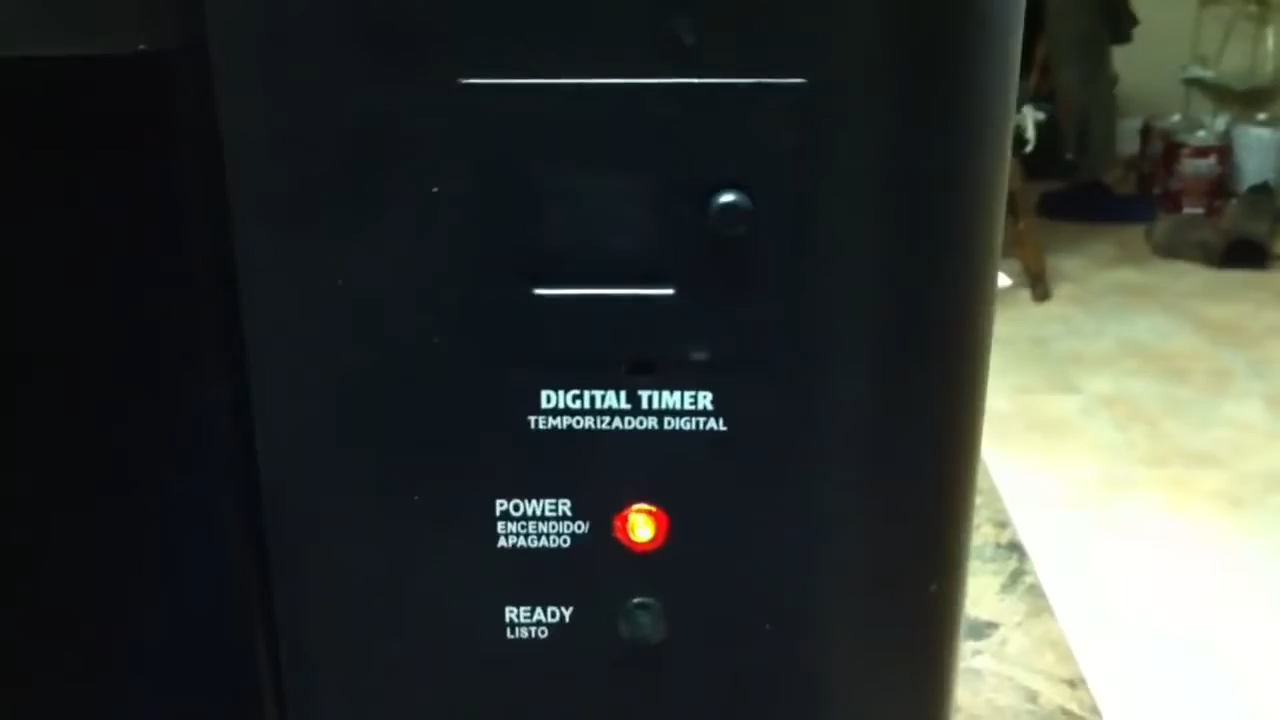 DIGITAL TIMER
TEMPORIZADOR DIGITAL
POWER
ENCENDIDO/
APAGADO
READY
LISTO